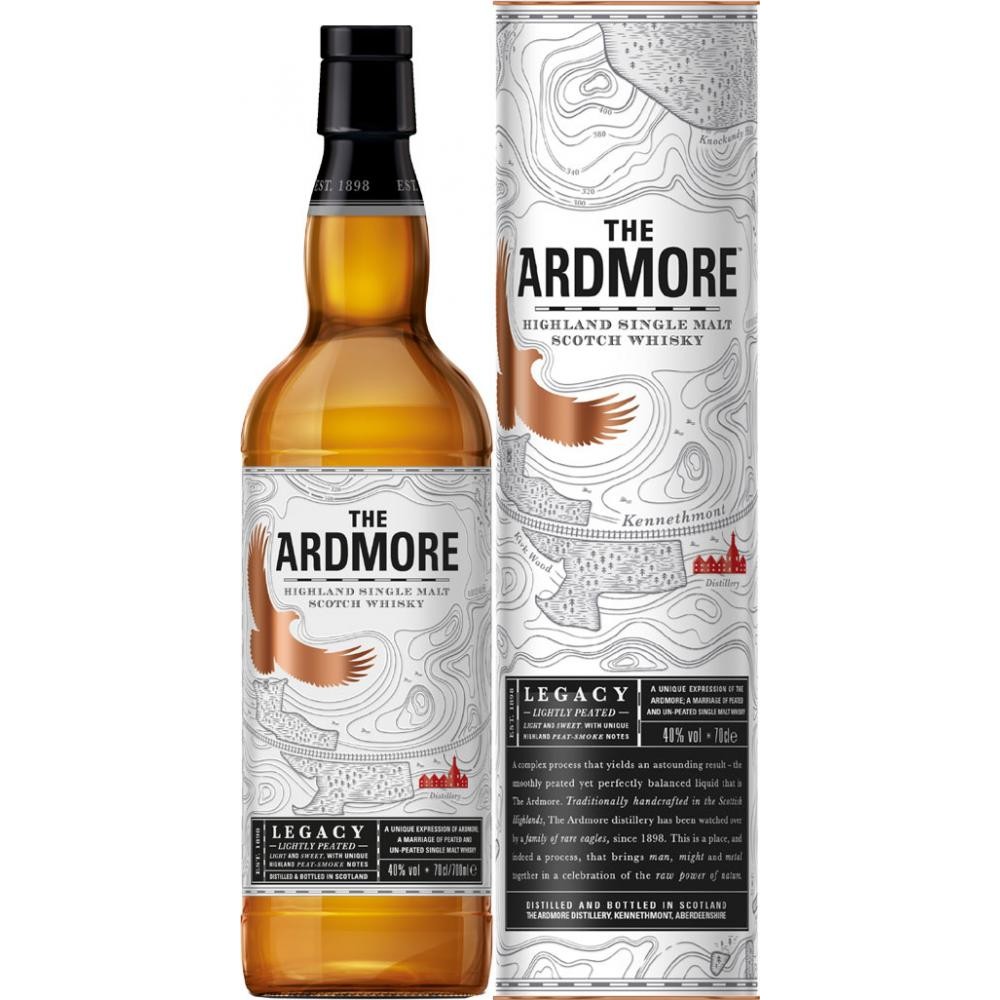 EST. 1898 EST.
THE
ARDMORE
HIGHLAND SINGLE MALT
SCOTCH WHISKY
Distillery
EST. 1898
LEGACY
LIGHTLY PEATED
LIGHT AND SWEET, WITH UNIQUE
HIGHLAND PEAT-SMOKE NOTES
DISTILLED & BOTTLED IN SCOTLAND
A UNIQUE EXPRESSION OF ARDMORE,
A MARRIAGE OF PEATED AND
UN-PEATED SINGLE MALT WHISKY
40% vol * 70cl/700ml e
400
380
340
320
300
Knockandy Hill
THE
ARDMORE™
HIGHLAND SINGLE MALT
SCOTCH WHISKY
Kennethmont
Kirk Wood
Distillery
EST. 1898
LEGACY
LIGHTLY PEATED
LIGHT AND SWEET, WITH UNIQUE
HIGHLAND PEAT-SMOKE NOTES
A UNIQUE EXPRESSION OF THE
ARDMORE; A MARRIAGE OF PEATED
AND UN-PEATED SINGLE MALT WHISKY
40% vol * 70cl e
A complex process that yields an astounding result – the
smoothly peated yet perfectly balanced liquid that is
The Ardmore. Traditionally handcrafted in the Scottish
Highlands, The Ardmore distillery has been watched over
by a family of rare eagles, since 1898. This is a place, and
indeed a process, that brings man, might and metal
together in a celebration of the raw power of nature.
DISTILLED AND BOTTLED IN SCOTLAND
THE ARDMORE DISTILLERY, KENNETHMONT, ABERDEENSHIRE